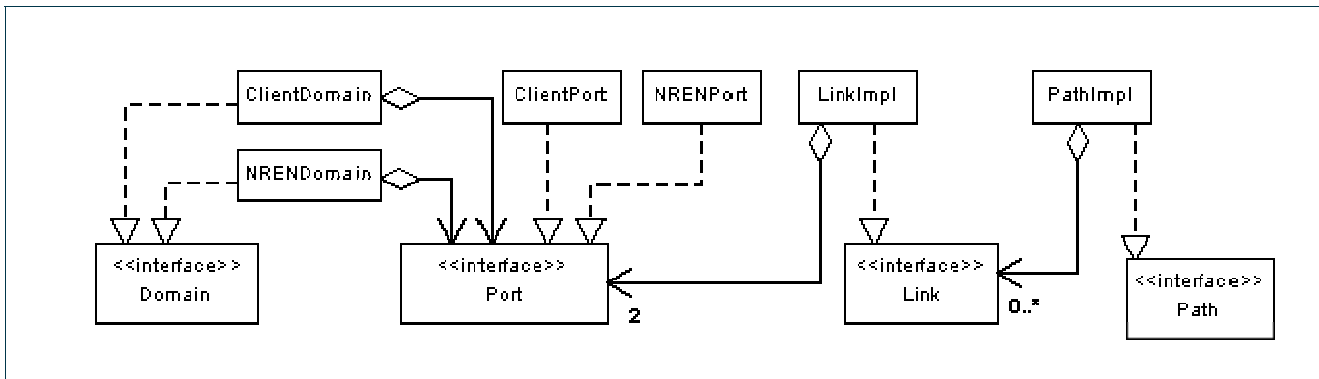 ClientDomain
ClientPort
NRENPort
LinkImpl
PathImpl
NRENDomain
<<interface>>
Domain
<<interface>>
Port
2
<<interface>>
Link
0..*
<<interface>>
Path